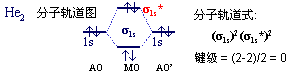 He2 分子轨道图 σ1s* 分子轨道式:
1s σ1s 1s (σ1s)2 (σ1s*)2
键级 = (2-2)/2 = 0
AO MO AO'